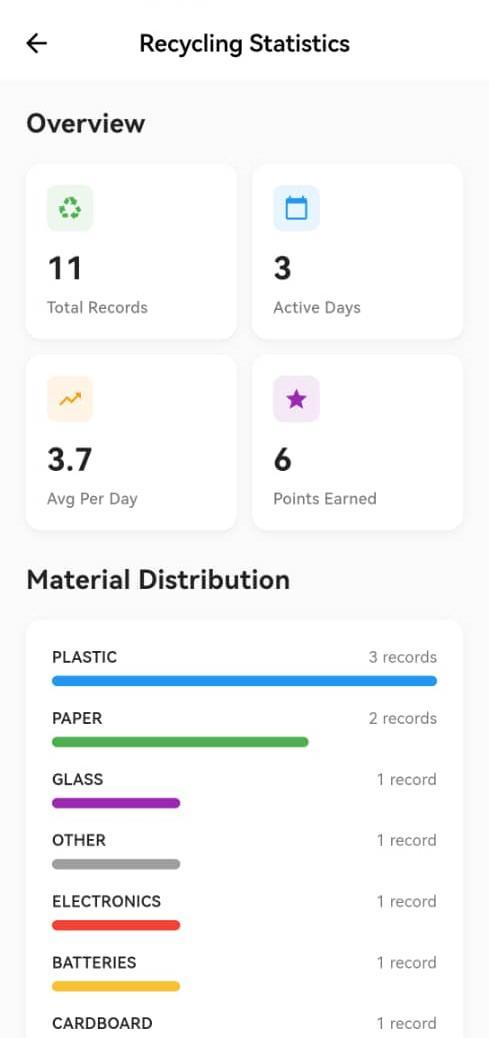 Recycling Statistics
Overview
11
Total Records
3
Active Days
3.7
Avg Per Day
6
Points Earned
Material Distribution
PLASTIC 3 records
PAPER 2 records
GLASS 1 record
OTHER 1 record
ELECTRONICS 1 record
BATTERIES 1 record
CARDBOARD 1 record